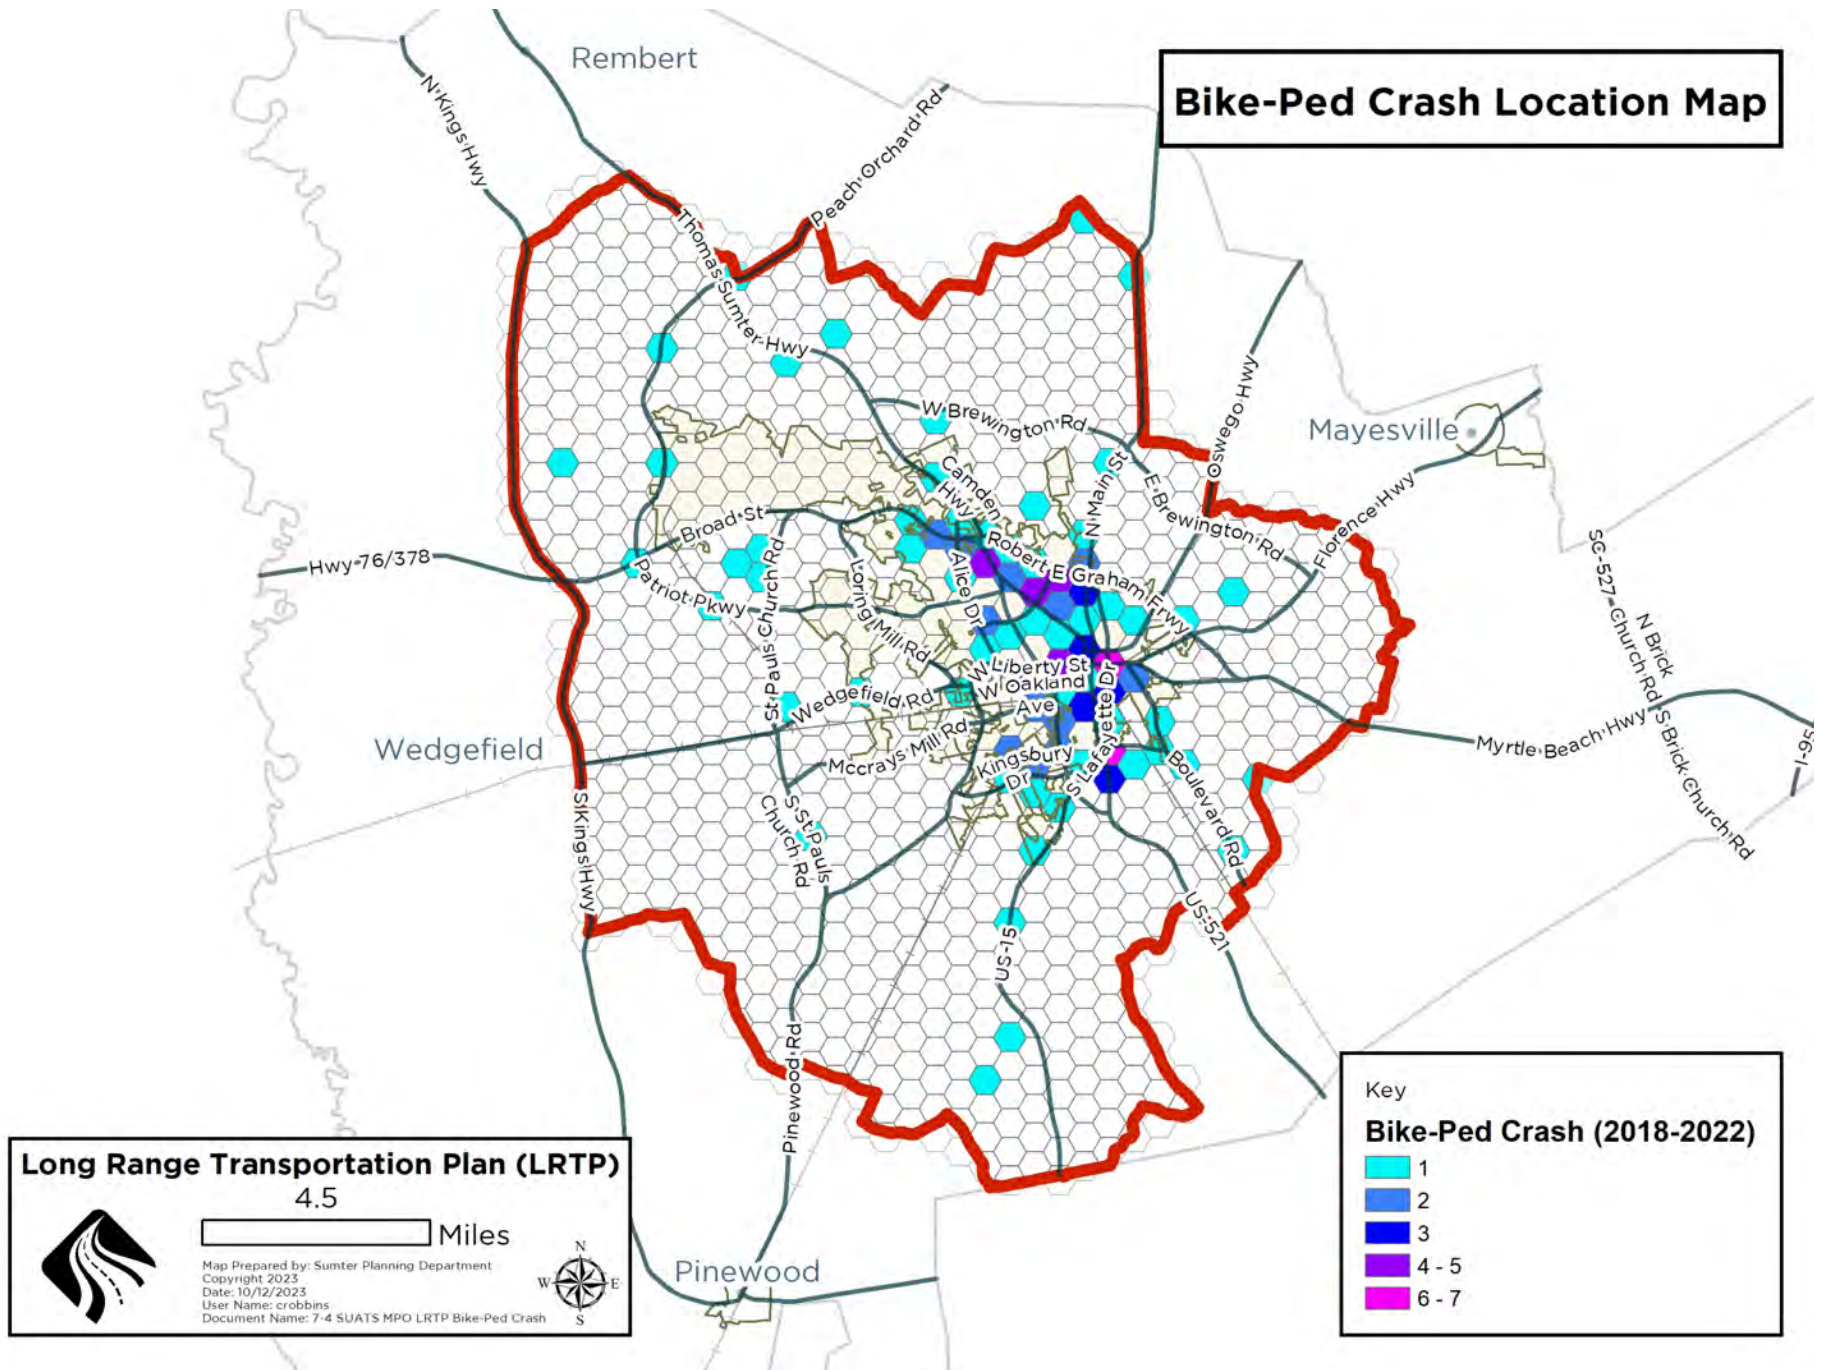 Rembert
Bike-Ped Crash Location Map
N Kings Hwy
Peach Orchard Rd
Thomas Sumter Hwy
W Brewington Rd
Oswego Hwy
Mayesville
Camden
Hwy
N Main St
E Brewington Rd
Florence Hwy
Broad St
Hwy 76/378
Robert E Graham Frwy
Patriot Pkwy
St Pauls Church Rd
Loring Mill Rd
Alice Dr
SC-527 Church Rd
N Brick
W Liberty St
W Oakland
Ave
Wedgefield Rd
Wedgefield
Mccrays Mill Rd
Kingsbury
Dr
S Lafayette Dr
Boulevard Rd
Myrtle Beach Hwy
S Brick Church Rd
I-95
S Kings Hwy
S St Pauls
Church Rd
US-521
US-15
Pinewood Rd
Pinewood
Key
Bike-Ped Crash (2018-2022)
1
2
3
4 - 5
6 - 7
Long Range Transportation Plan (LRTP)
4.5
Miles
Map Prepared by: Sumter Planning Department
Copyright 2023
Date: 10/12/2023
User Name: crobbins
Document Name: 7-4 SUATS MPO LRTP Bike-Ped Crash
N
W
E
S